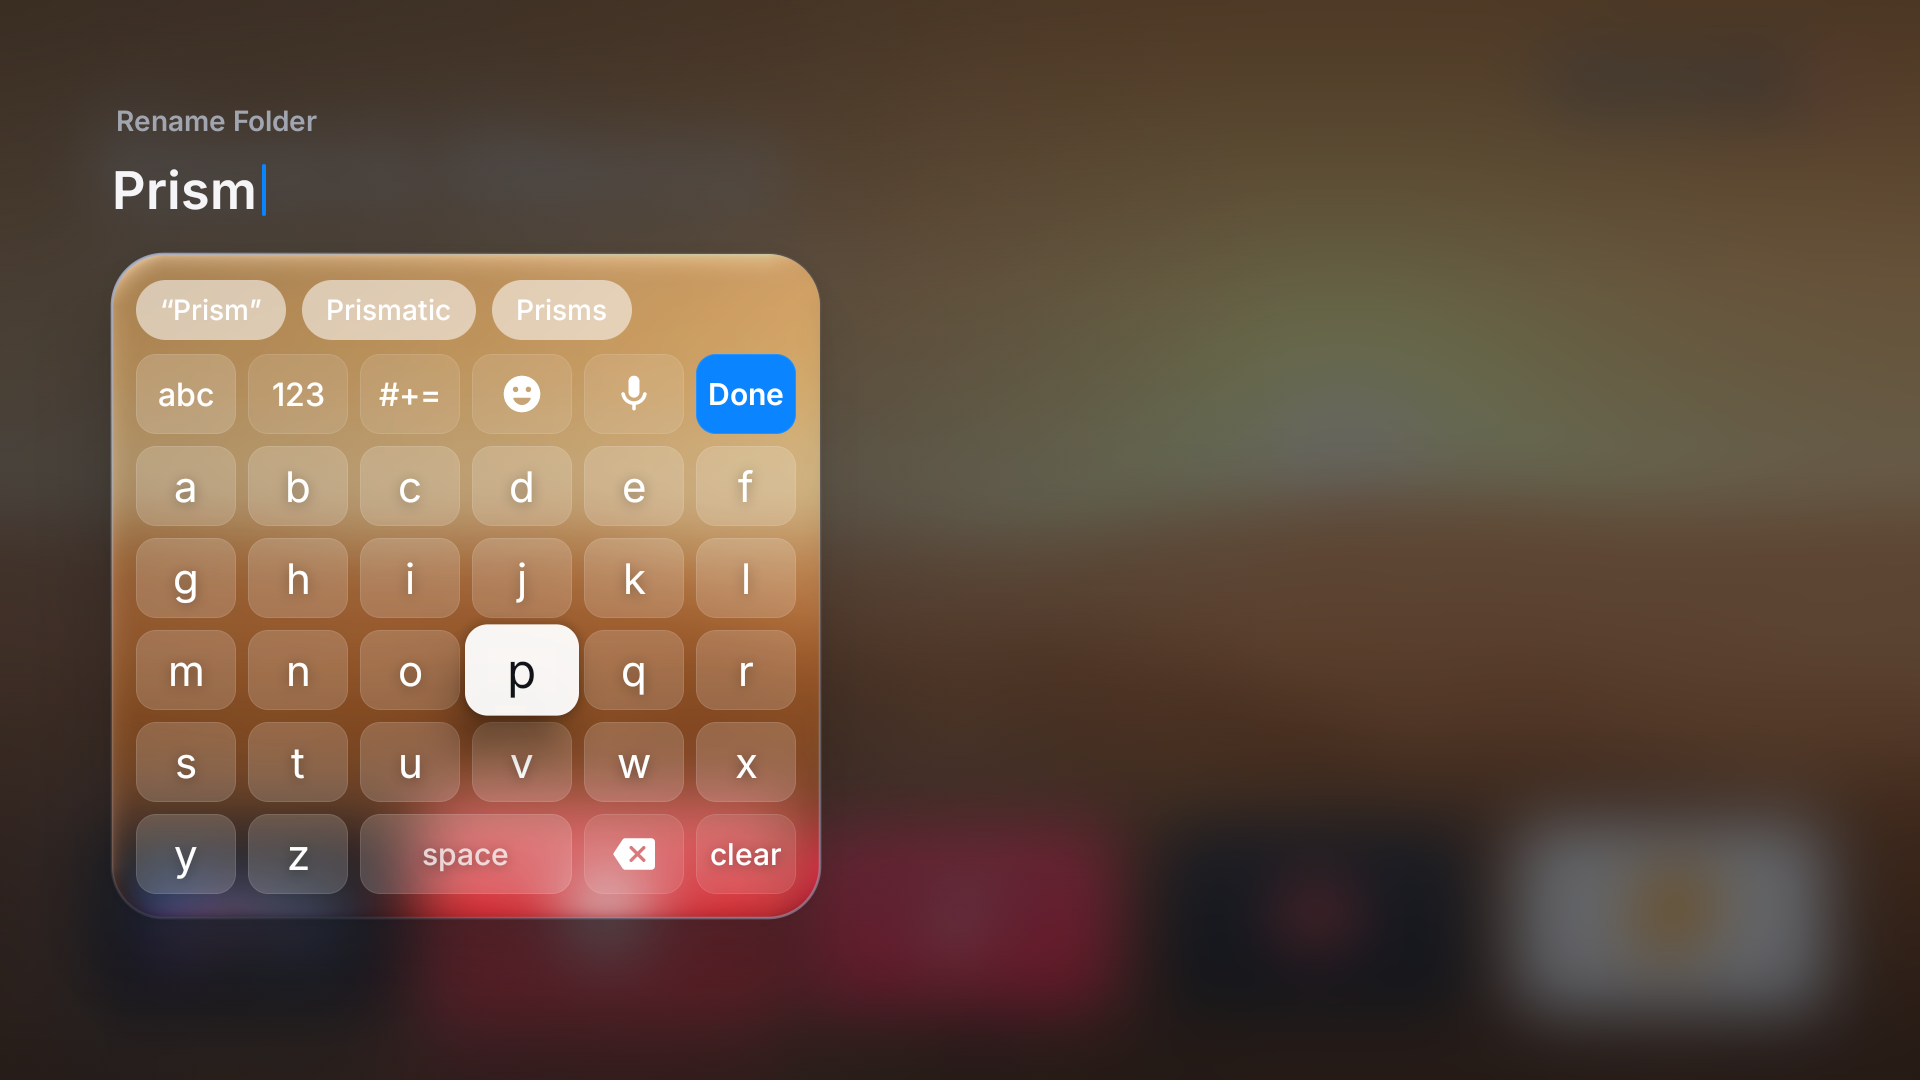 Rename Folder
Prism
“Prism” Prismatic Prisms
abc 123 #+= Done
a b c d e f
g h i j k l
m n o p q r
s t u v w x
y z space clear